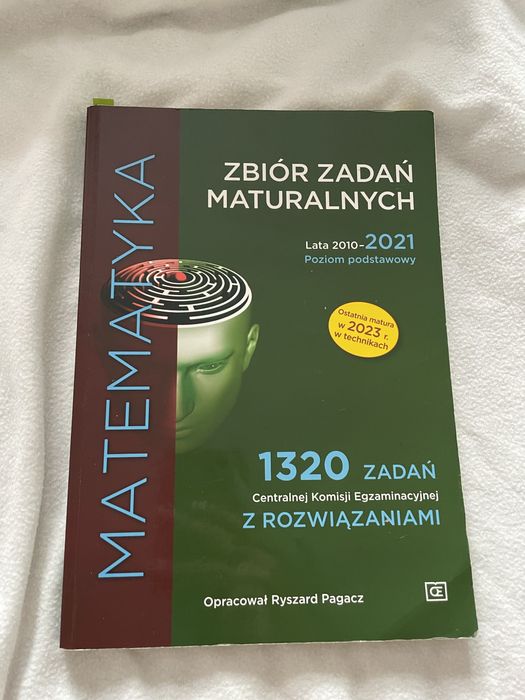 MATEMATYKA
ZBIÓR ZADAŃ
MATURALNYCH
Lata 2010-2021
Poziom podstawowy
Ostatnia matura
w 2023 r.
w technikach
1320 ZADAŃ
Centralnej Komisji Egzaminacyjnej
Z ROZWIĄZANIAMI
Opracował Ryszard Pagacz
OE